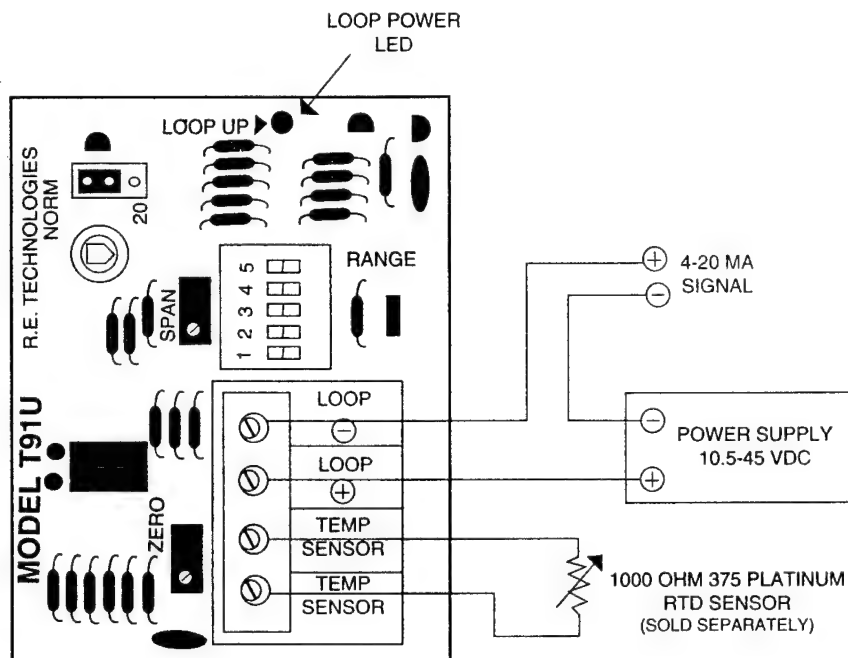 LOOP POWER
LED
LOOP UP
R.E. TECHNOLOGIES
NORM
20
RANGE
5
4
3
2
1
SPAN
4-20 MA
SIGNAL
+
−
MODEL T91U
ZERO
LOOP
−
LOOP
+
TEMP
SENSOR
TEMP
SENSOR
−
POWER SUPPLY
10.5-45 VDC
+
1000 OHM 375 PLATINUM
RTD SENSOR
(SOLD SEPARATELY)